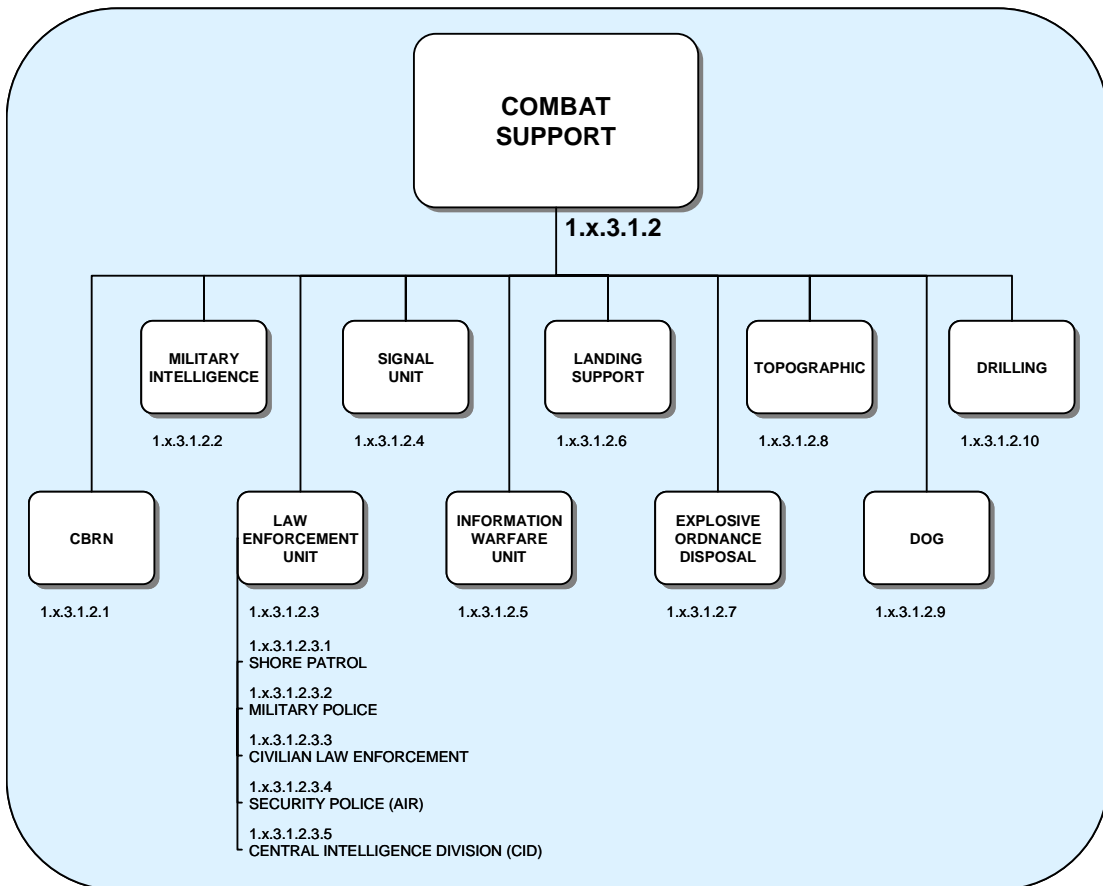 COMBAT
SUPPORT
1.x.3.1.2
MILITARY
INTELLIGENCE
1.x.3.1.2.2
SIGNAL
UNIT
1.x.3.1.2.4
LANDING
SUPPORT
1.x.3.1.2.6
TOPOGRAPHIC
1.x.3.1.2.8
DRILLING
1.x.3.1.2.10
CBRN
1.x.3.1.2.1
LAW
ENFORCEMENT
UNIT
1.x.3.1.2.3
1.x.3.1.2.3.1
SHORE PATROL
1.x.3.1.2.3.2
MILITARY POLICE
1.x.3.1.2.3.3
CIVILIAN LAW ENFORCEMENT
1.x.3.1.2.3.4
SECURITY POLICE (AIR)
1.x.3.1.2.3.5
CENTRAL INTELLIGENCE DIVISION (CID)
INFORMATION
WARFARE
UNIT
1.x.3.1.2.5
EXPLOSIVE
ORDNANCE
DISPOSAL
1.x.3.1.2.7
DOG
1.x.3.1.2.9